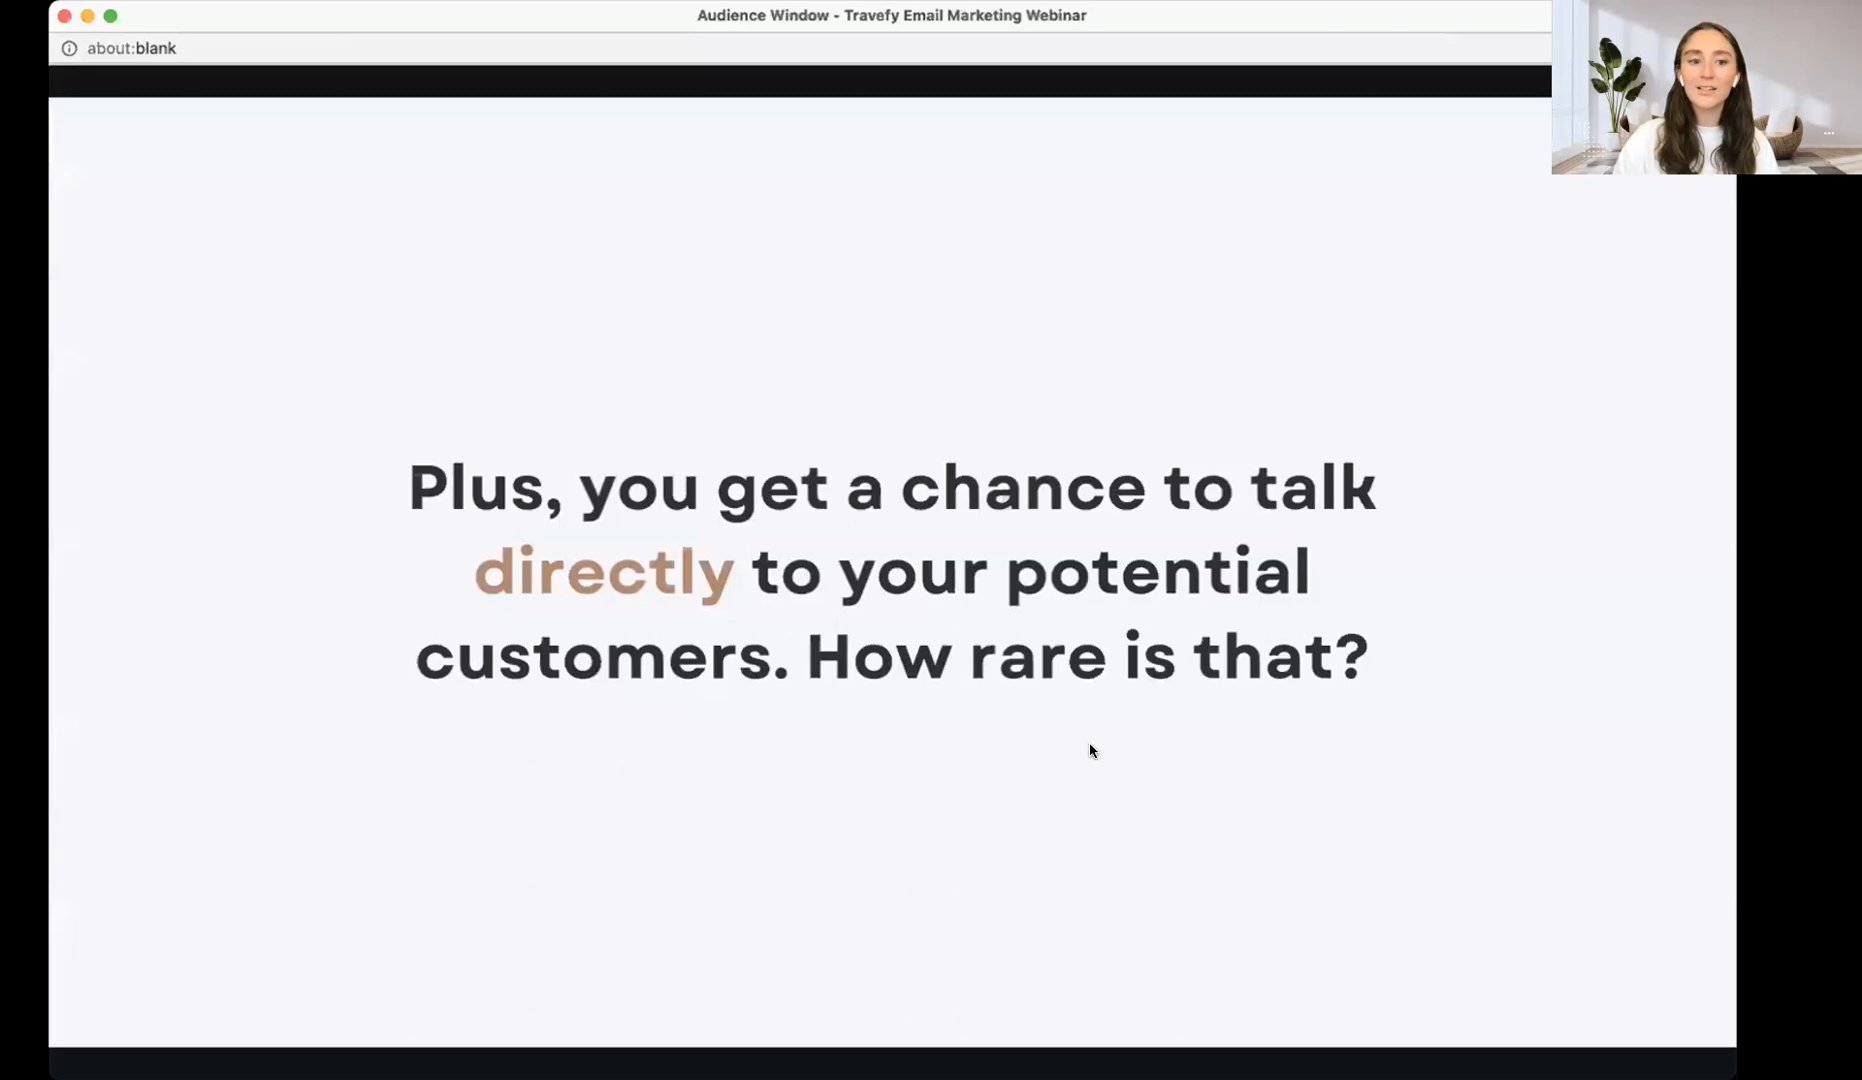 Audience Window - Travefy Email Marketing Webinar
about:blank
Plus, you get a chance to talk
directly to your potential
customers. How rare is that?